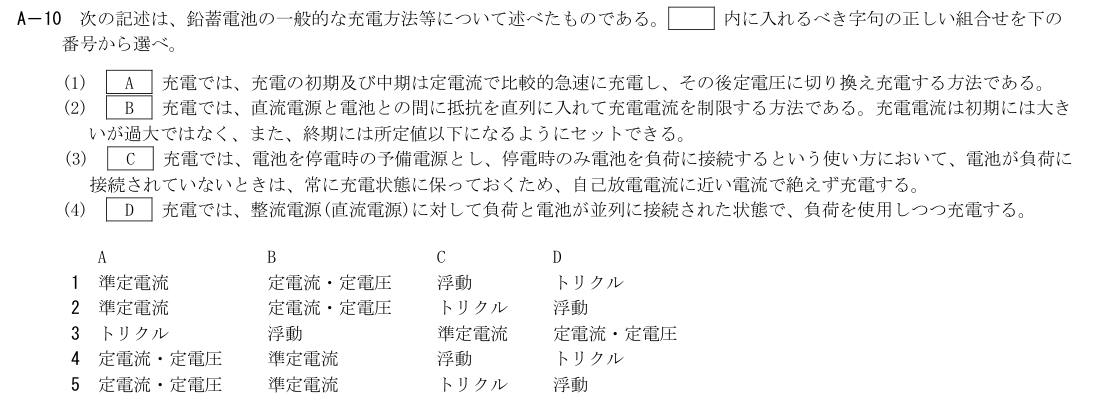 A－10 次の記述は、鉛蓄電池の一般的な充電方法等について述べたものである。 内に入れるべき字句の正しい組合せを下の
番号から選べ。
(1) A 充電では、充電の初期及び中期は定電流で比較的急速に充電し、その後定電圧に切り換え充電する方法である。
(2) B 充電では、直流電源と電池との間に抵抗を直列に入れて充電電流を制限する方法である。充電電流は初期には大き
いが過大ではなく、また、終期には所定値以下になるようにセットできる。
(3) C 充電では、電池を停電時の予備電源とし、停電時のみ電池を負荷に接続するという使い方において、電池が負荷に
接続されていないときは、常に充電状態に保っておくため、自己放電電流に近い電流で絶えず充電する。
(4) D 充電では、整流電源(直流電源)に対して負荷と電池が並列に接続された状態で、負荷を使用しつつ充電する。
A B C D
1 準定電流 定電流・定電圧 浮動 トリクル
2 準定電流 定電流・定電圧 トリクル 浮動
3 トリクル 浮動 準定電流 定電流・定電圧
4 定電流・定電圧 準定電流 浮動 トリクル
5 定電流・定電圧 準定電流 トリクル 浮動